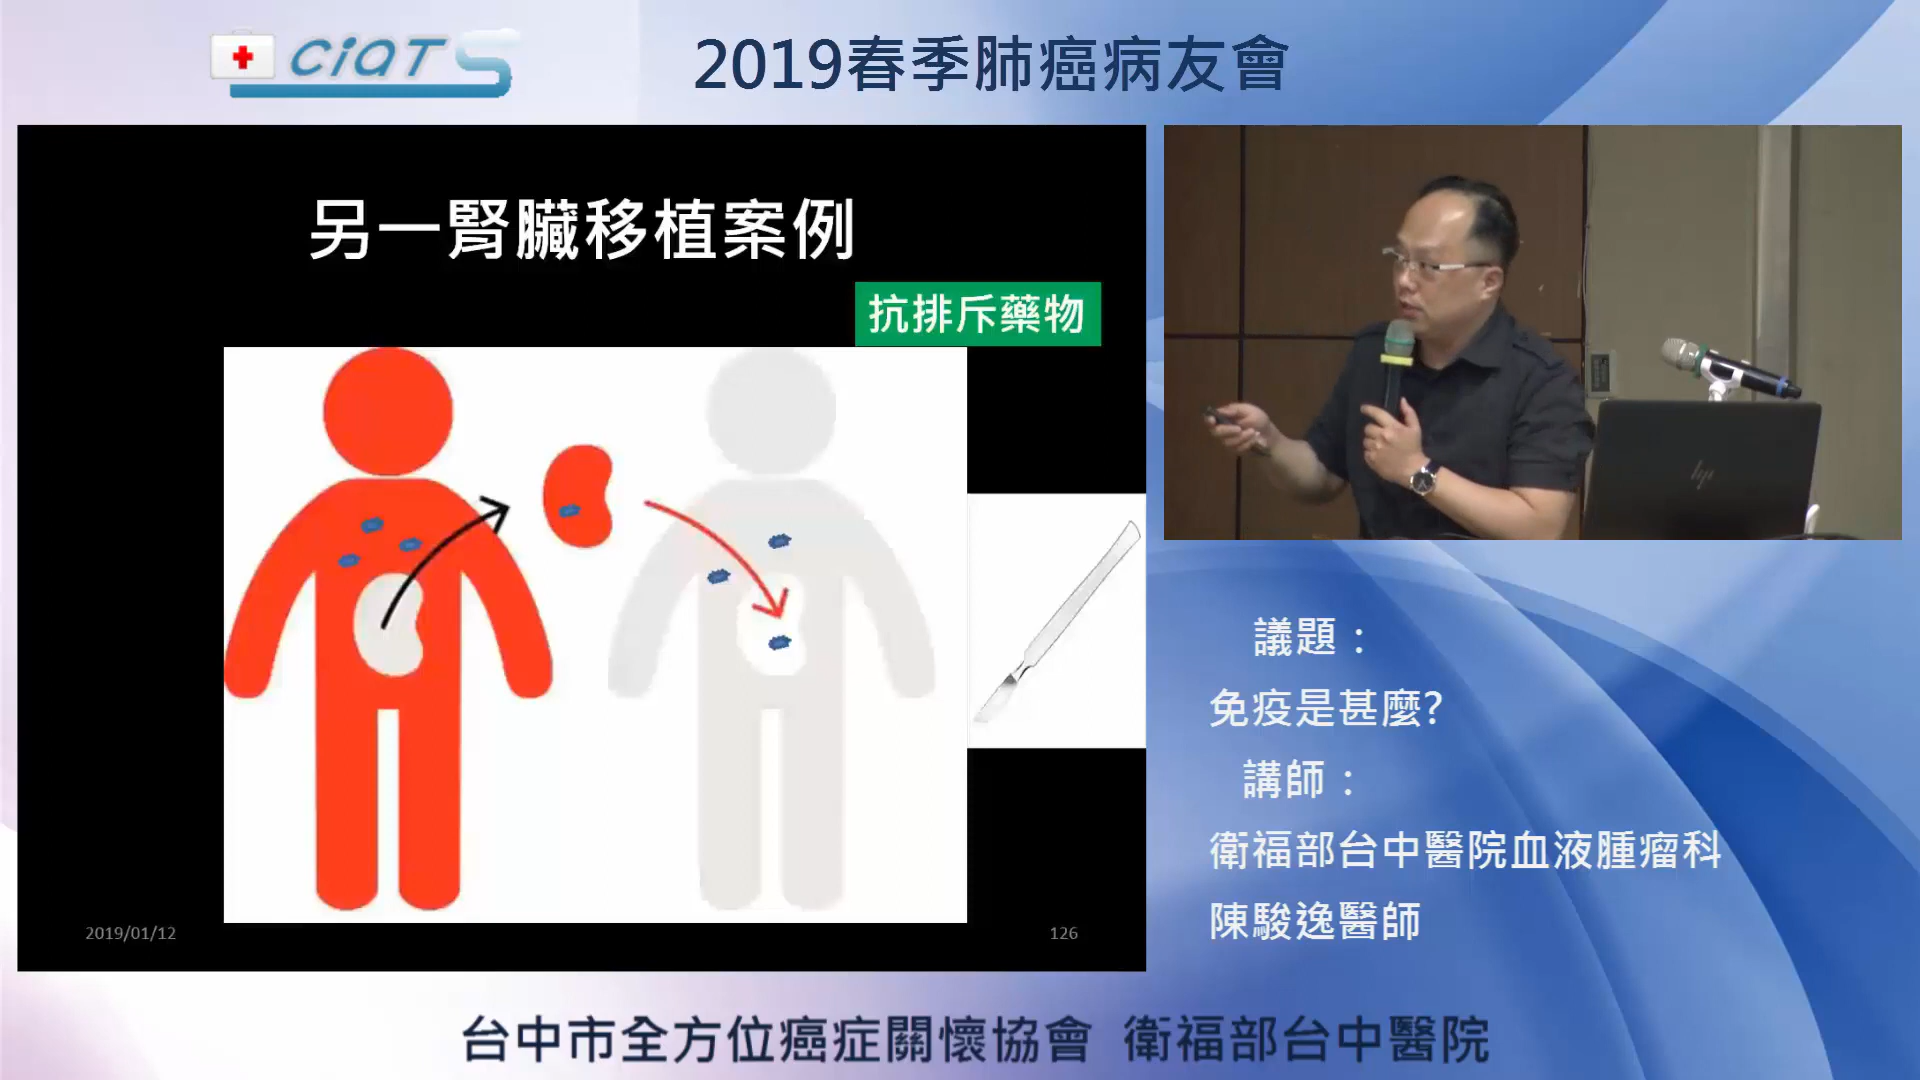 CiATS
2019春季肺癌病友會
另一腎臟移植案例
抗排斥藥物
2019/01/12
126
hp
議題：
免疫是甚麼?
講師：
衛福部台中醫院血液腫瘤科
陳駿逸醫師
台中市全方位癌症關懷協會 衛福部台中醫院